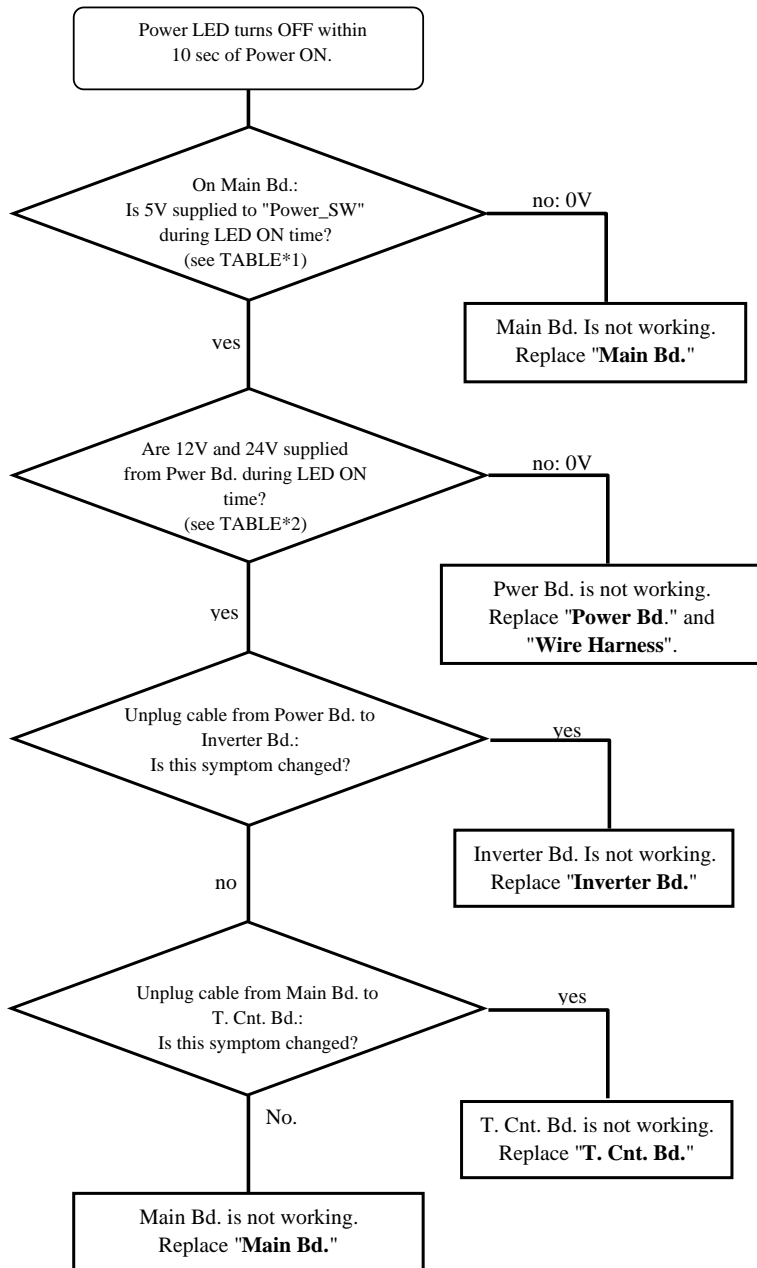 Power LED turns OFF within
10 sec of Power ON.
On Main Bd.:
Is 5V supplied to "Power_SW"
during LED ON time?
(see TABLE*1)
no: 0V
Main Bd. Is not working.
Replace "Main Bd."
yes
Are 12V and 24V supplied
from Pwer Bd. during LED ON
time?
(see TABLE*2)
no: 0V
Pwer Bd. is not working.
Replace "Power Bd." and
"Wire Harness".
yes
Unplug cable from Power Bd. to
Inverter Bd.:
Is this symptom changed?
yes
Inverter Bd. Is not working.
Replace "Inverter Bd."
no
Unplug cable from Main Bd. to
T. Cnt. Bd.:
Is this symptom changed?
yes
T. Cnt. Bd. is not working.
Replace "T. Cnt. Bd."
No.
Main Bd. is not working.
Replace "Main Bd."